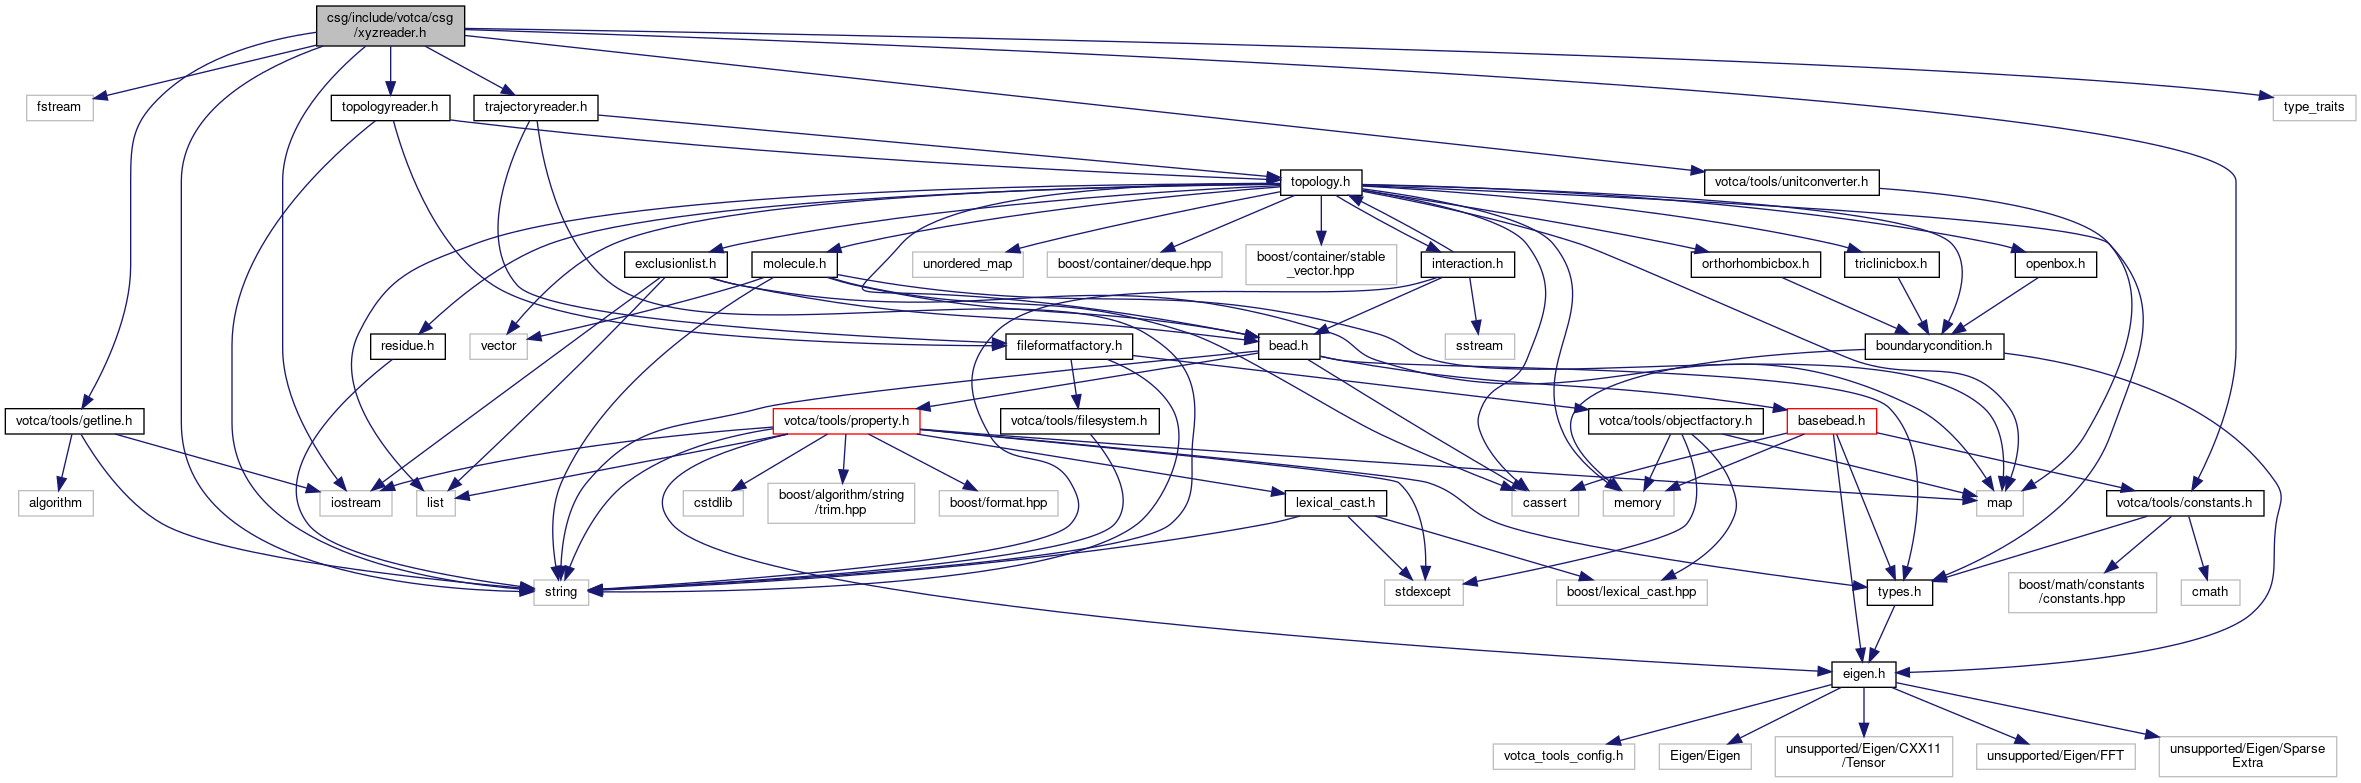 csg/include/votca/csg
/xyzreader.h
fstream
topologyreader.h
trajectoryreader.h
type_traits
topology.h
votca/tools/unitconverter.h
exclusionlist.h
molecule.h
unordered_map
boost/container/deque.hpp
boost/container/stable
_vector.hpp
interaction.h
orthorhombicbox.h
triclinicbox.h
openbox.h
residue.h
vector
fileformatfactory.h
bead.h
sstream
boundarycondition.h
votca/tools/getline.h
votca/tools/property.h
votca/tools/filesystem.h
votca/tools/objectfactory.h
basebead.h
algorithm
iostream
list
cstdlib
boost/algorithm/string
/trim.hpp
boost/format.hpp
lexical_cast.h
cassert
memory
map
votca/tools/constants.h
string
stdexcept
boost/lexical_cast.hpp
types.h
boost/math/constants
/constants.hpp
cmath
eigen.h
votca_tools_config.h
Eigen/Eigen
unsupported/Eigen/CXX11
/Tensor
unsupported/Eigen/FFT
unsupported/Eigen/Sparse
Extra